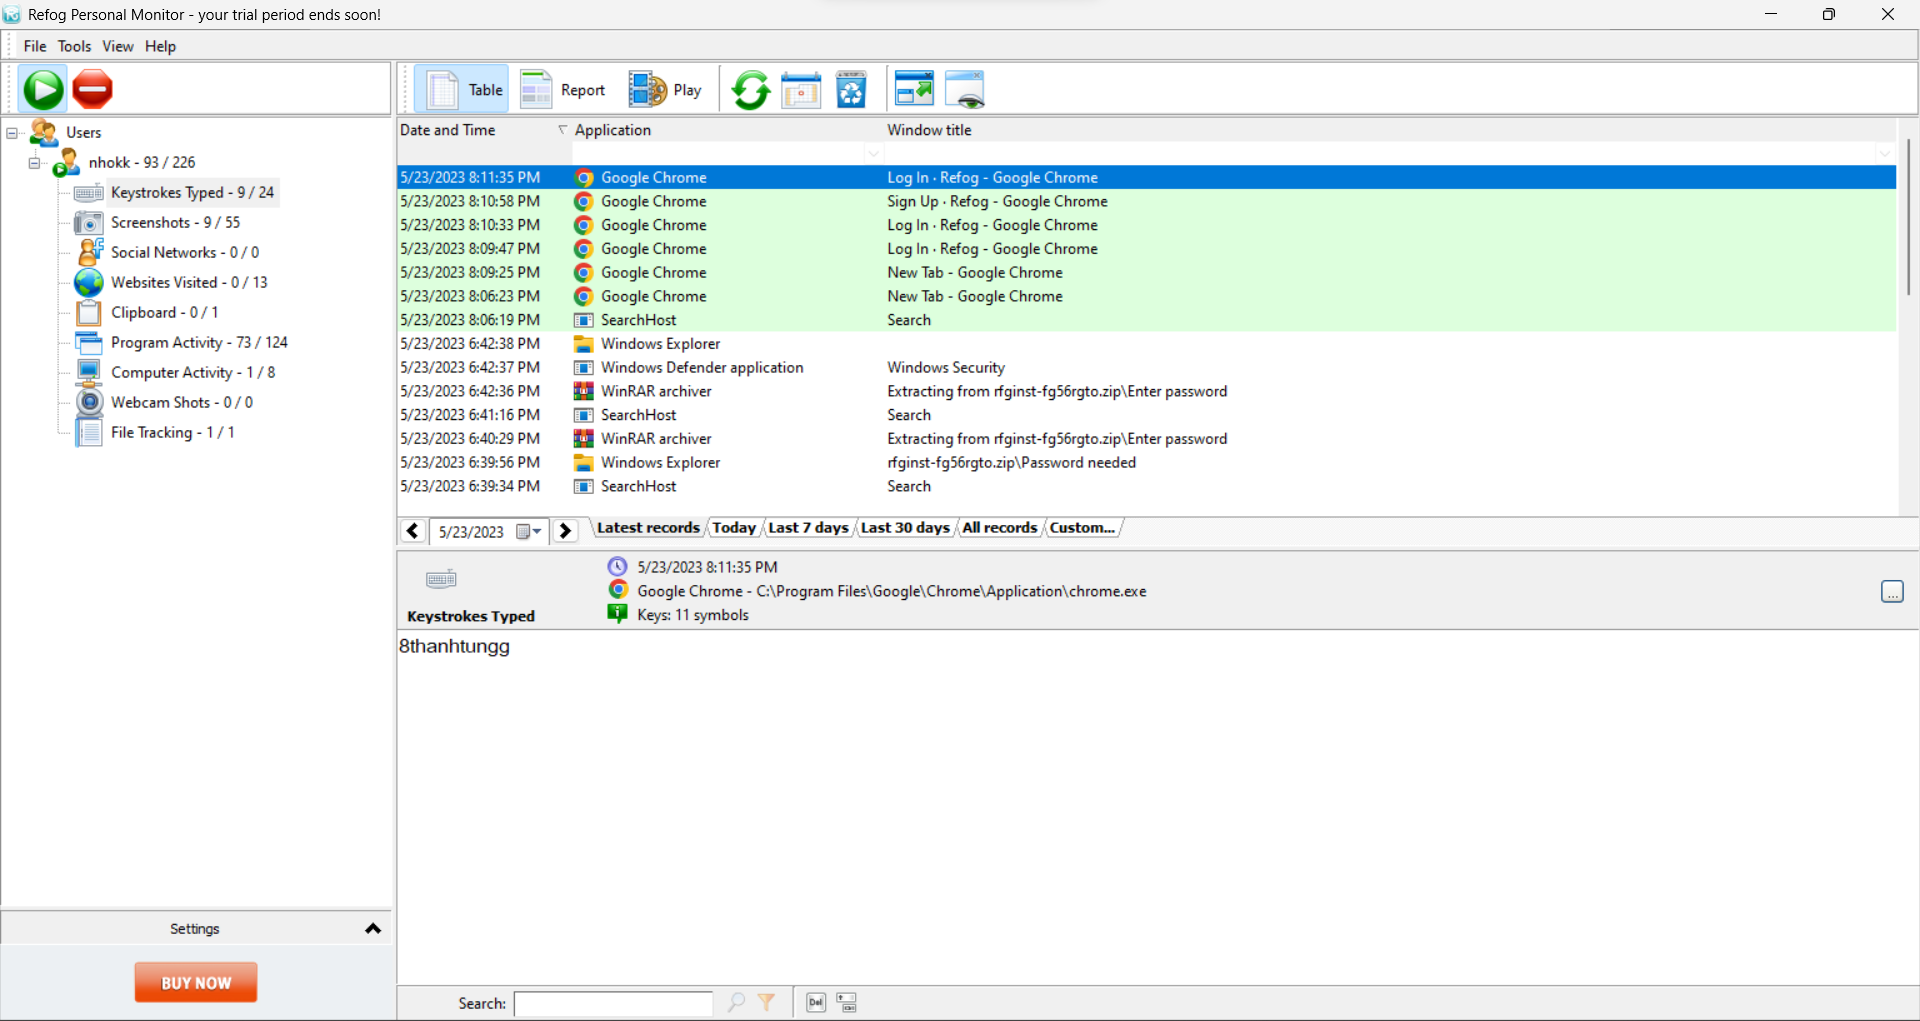 Refog Personal Monitor - your trial period ends soon!
File Tools View Help
Table Report Play
Users
nhokk - 93 / 226
Keystrokes Typed - 9 / 24
Screenshots - 9 / 55
Social Networks - 0 / 0
Websites Visited - 0 / 13
Clipboard - 0 / 1
Program Activity - 73 / 124
Computer Activity - 1 / 8
Webcam Shots - 0 / 0
File Tracking - 1 / 1
Settings
BUY NOW
Date and Time Application Window title
5/23/2023 8:11:35 PM Google Chrome Log In · Refog - Google Chrome
5/23/2023 8:10:58 PM Google Chrome Sign Up · Refog - Google Chrome
5/23/2023 8:10:33 PM Google Chrome Log In · Refog - Google Chrome
5/23/2023 8:09:47 PM Google Chrome Log In · Refog - Google Chrome
5/23/2023 8:09:25 PM Google Chrome New Tab - Google Chrome
5/23/2023 8:06:23 PM Google Chrome New Tab - Google Chrome
5/23/2023 8:06:19 PM SearchHost Search
5/23/2023 6:42:38 PM Windows Explorer
5/23/2023 6:42:37 PM Windows Defender application Windows Security
5/23/2023 6:42:36 PM WinRAR archiver Extracting from rfginst-fg56rgto.zip\Enter password
5/23/2023 6:41:16 PM SearchHost Search
5/23/2023 6:40:29 PM WinRAR archiver Extracting from rfginst-fg56rgto.zip\Enter password
5/23/2023 6:39:56 PM Windows Explorer rfginst-fg56rgto.zip\Password needed
5/23/2023 6:39:34 PM SearchHost Search
5/23/2023 Latest records Today Last 7 days Last 30 days All records Custom...
Keystrokes Typed
5/23/2023 8:11:35 PM
Google Chrome - C:\Program Files\Google\Chrome\Application\chrome.exe
Keys: 11 symbols
...
8thanhtungg
Search:
Del